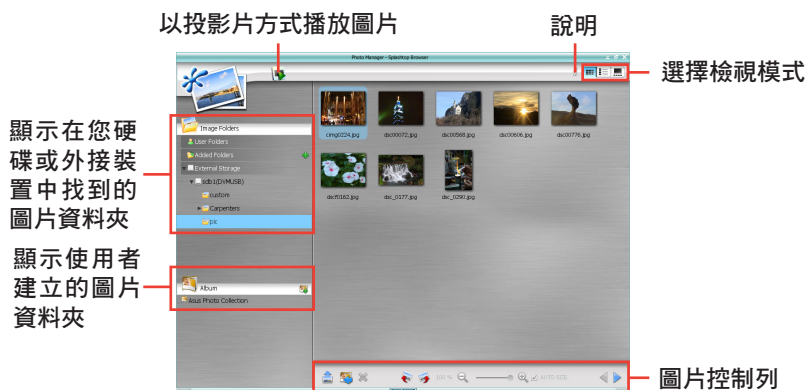 以投影片方式播放圖片
說明
選擇檢視模式
Photo Manager - Splashtop Browser
顯示在您硬
碟或外接裝
置中找到的
圖片資料夾
Image Folders
User Folders
Added Folders
External Storage
sdb1(DYMUSB)
custom
Carpenters
pic
cimg0224.jpg
dsc00072.jpg
dsc00568.jpg
dsc00606.jpg
dsc00776.jpg
dscf0162.jpg
dsc_0177.jpg
dsc_0290.jpg
顯示使用者
建立的圖片
資料夾
Album
Asus Photo Collection
100 %
AUTO SIZE
圖片控制列